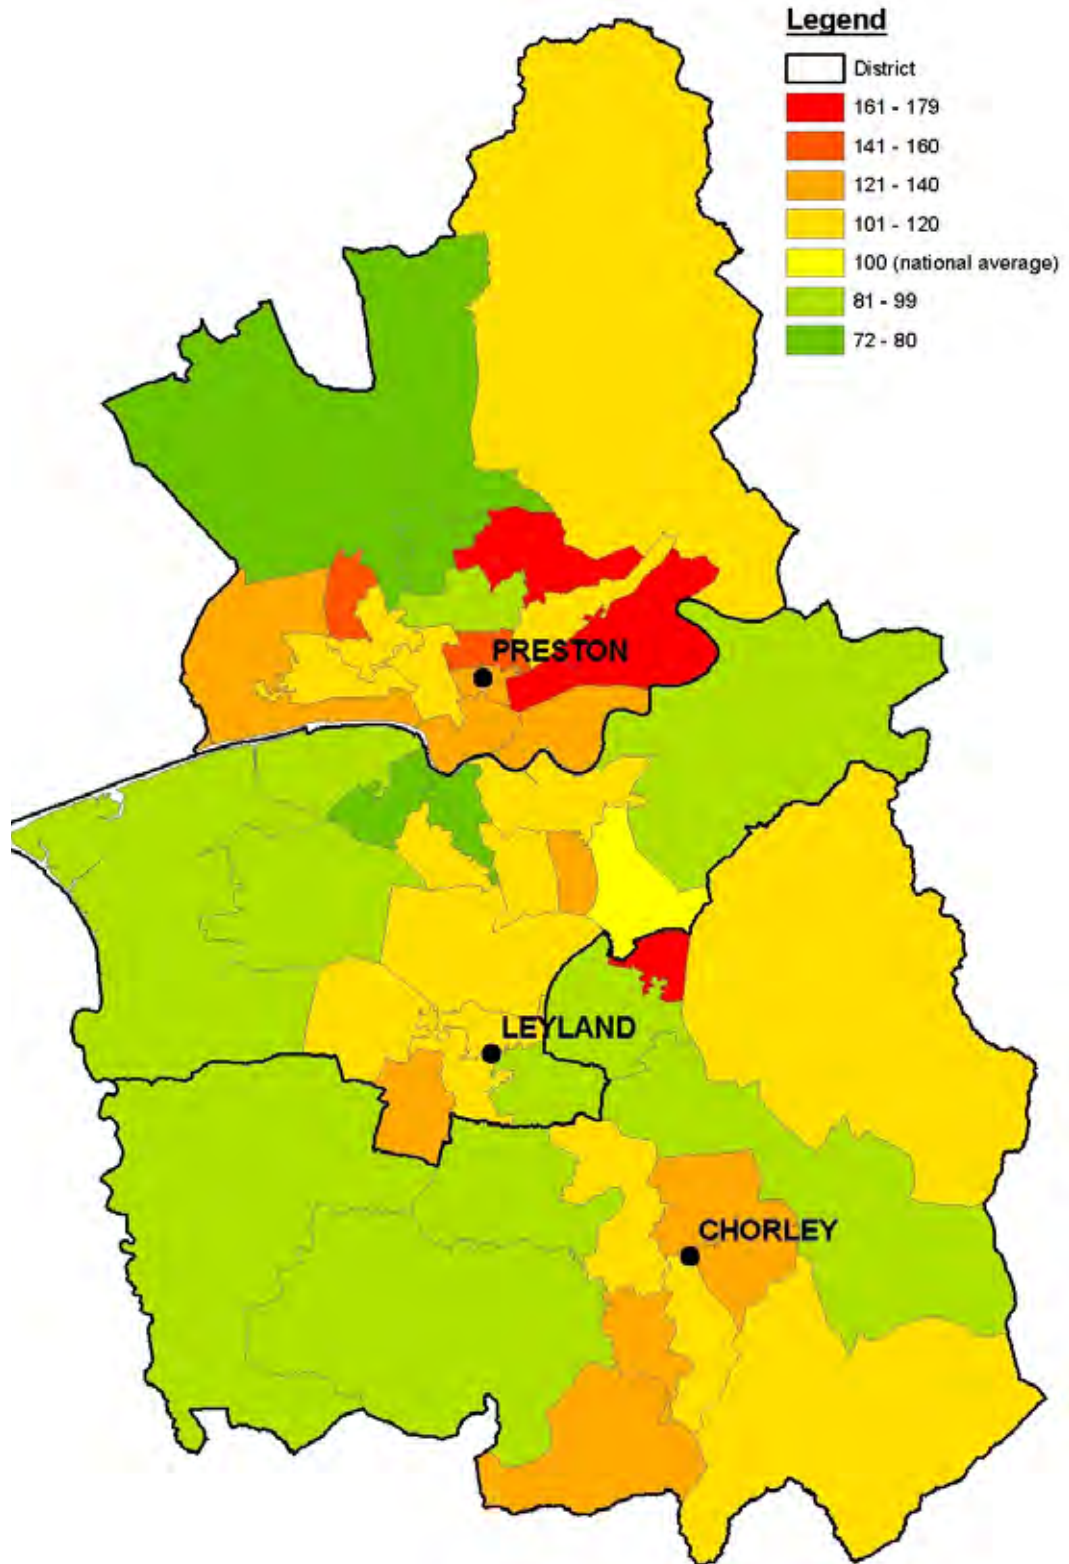 Legend
District
161 - 179
141 - 160
121 - 140
101 - 120
100 (national average)
81 - 99
72 - 80
PRESTON
LEYLAND
CHORLEY